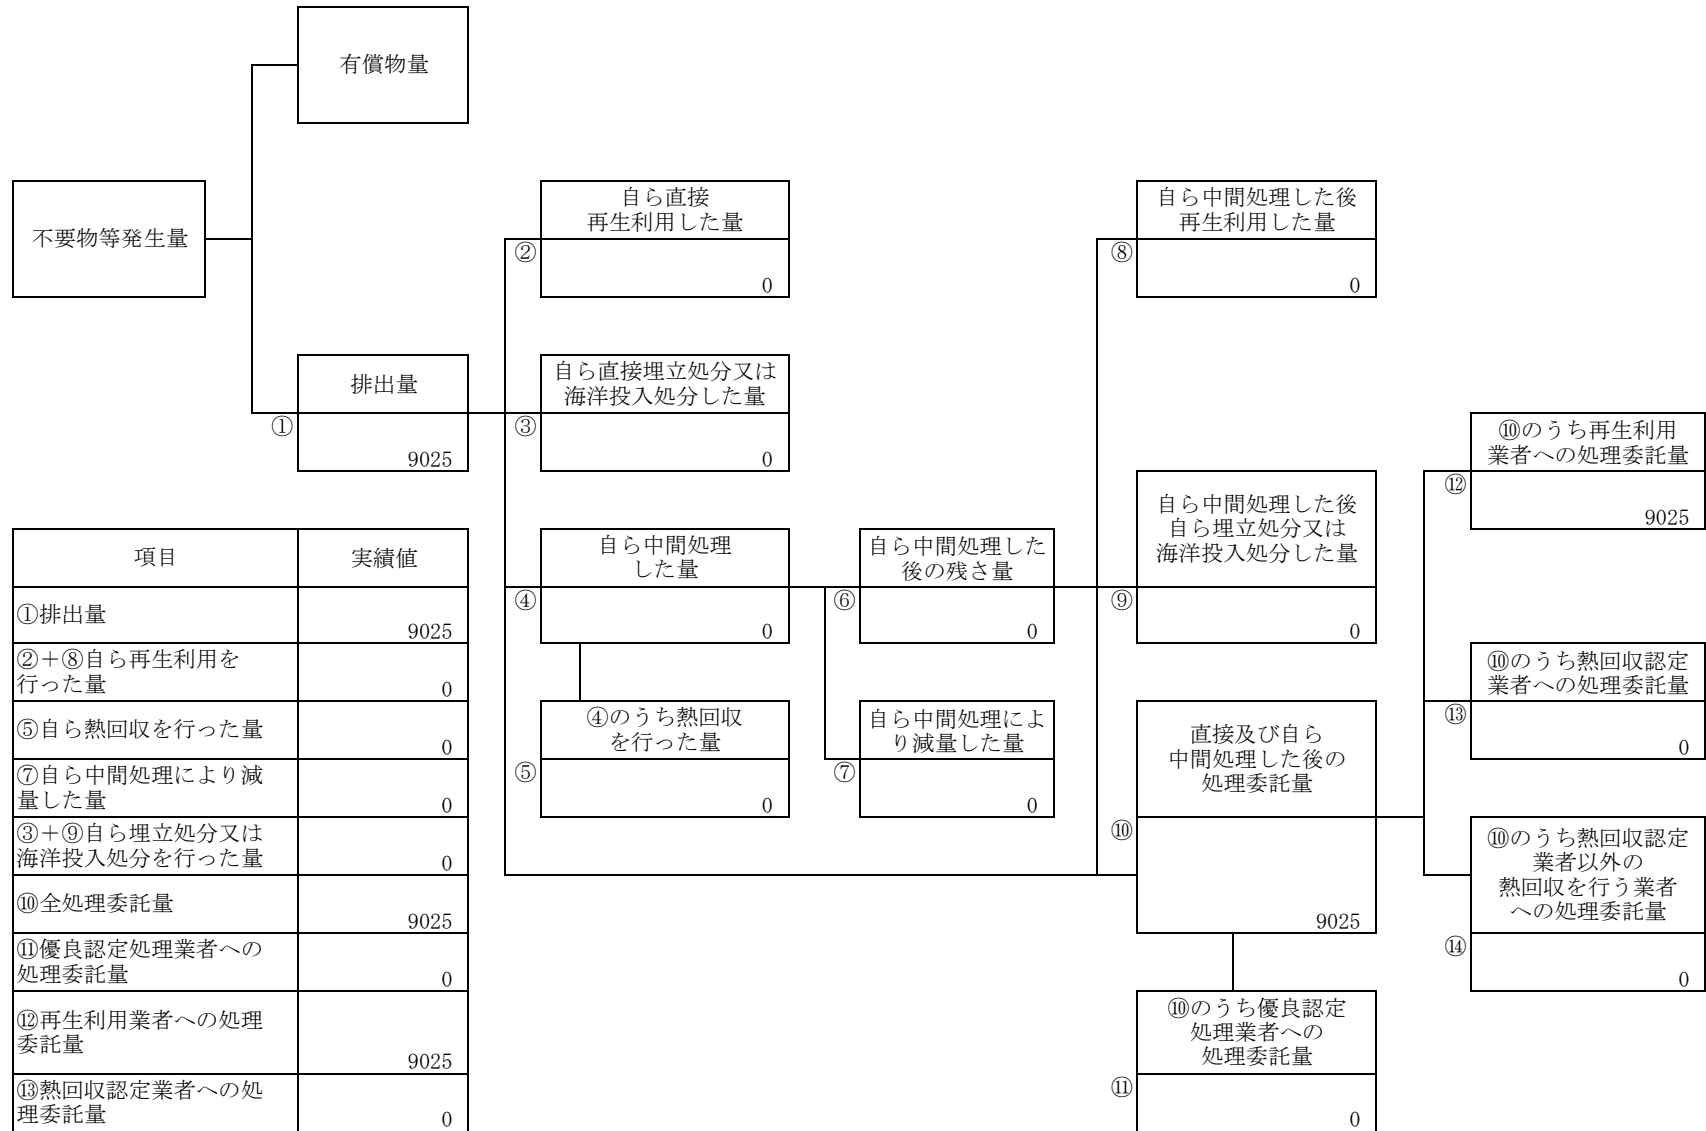 有償物量
不要物等発生量
自ら直接
再生利用した量
②
0
自ら中間処理した後
再生利用した量
⑧
0
排出量
①
9025
自ら直接埋立処分又は
海洋投入処分した量
③
0
⑩のうち再生利用
業者への処理委託量
⑫
9025
自ら中間処理
した量
④
0
自ら中間処理した
後の残さ量
⑥
0
自ら中間処理した後
自ら埋立処分又は
海洋投入処分した量
⑨
0
⑩のうち熱回収認定
業者への処理委託量
⑬
0
④のうち熱回収
を行った量
⑤
0
自ら中間処理によ
り減量した量
⑦
0
直接及び自ら
中間処理した後の
処理委託量
⑩
9025
⑩のうち熱回収認定
業者以外の
熱回収を行う業者
への処理委託量
⑭
0
⑩のうち優良認定
処理業者への
処理委託量
⑪
0
項目 実績値
①排出量
9025
②+⑧自ら再生利用を
行った量 0
⑤自ら熱回収を行った量
0
⑦自ら中間処理により減
量した量 0
③+⑨自ら埋立処分又は
海洋投入処分を行った量 0
⑩全処理委託量
9025
⑪優良認定処理業者への
処理委託量 0
⑫再生利用業者への処理
委託量
9025
⑬熱回収認定業者への処
理委託量 0